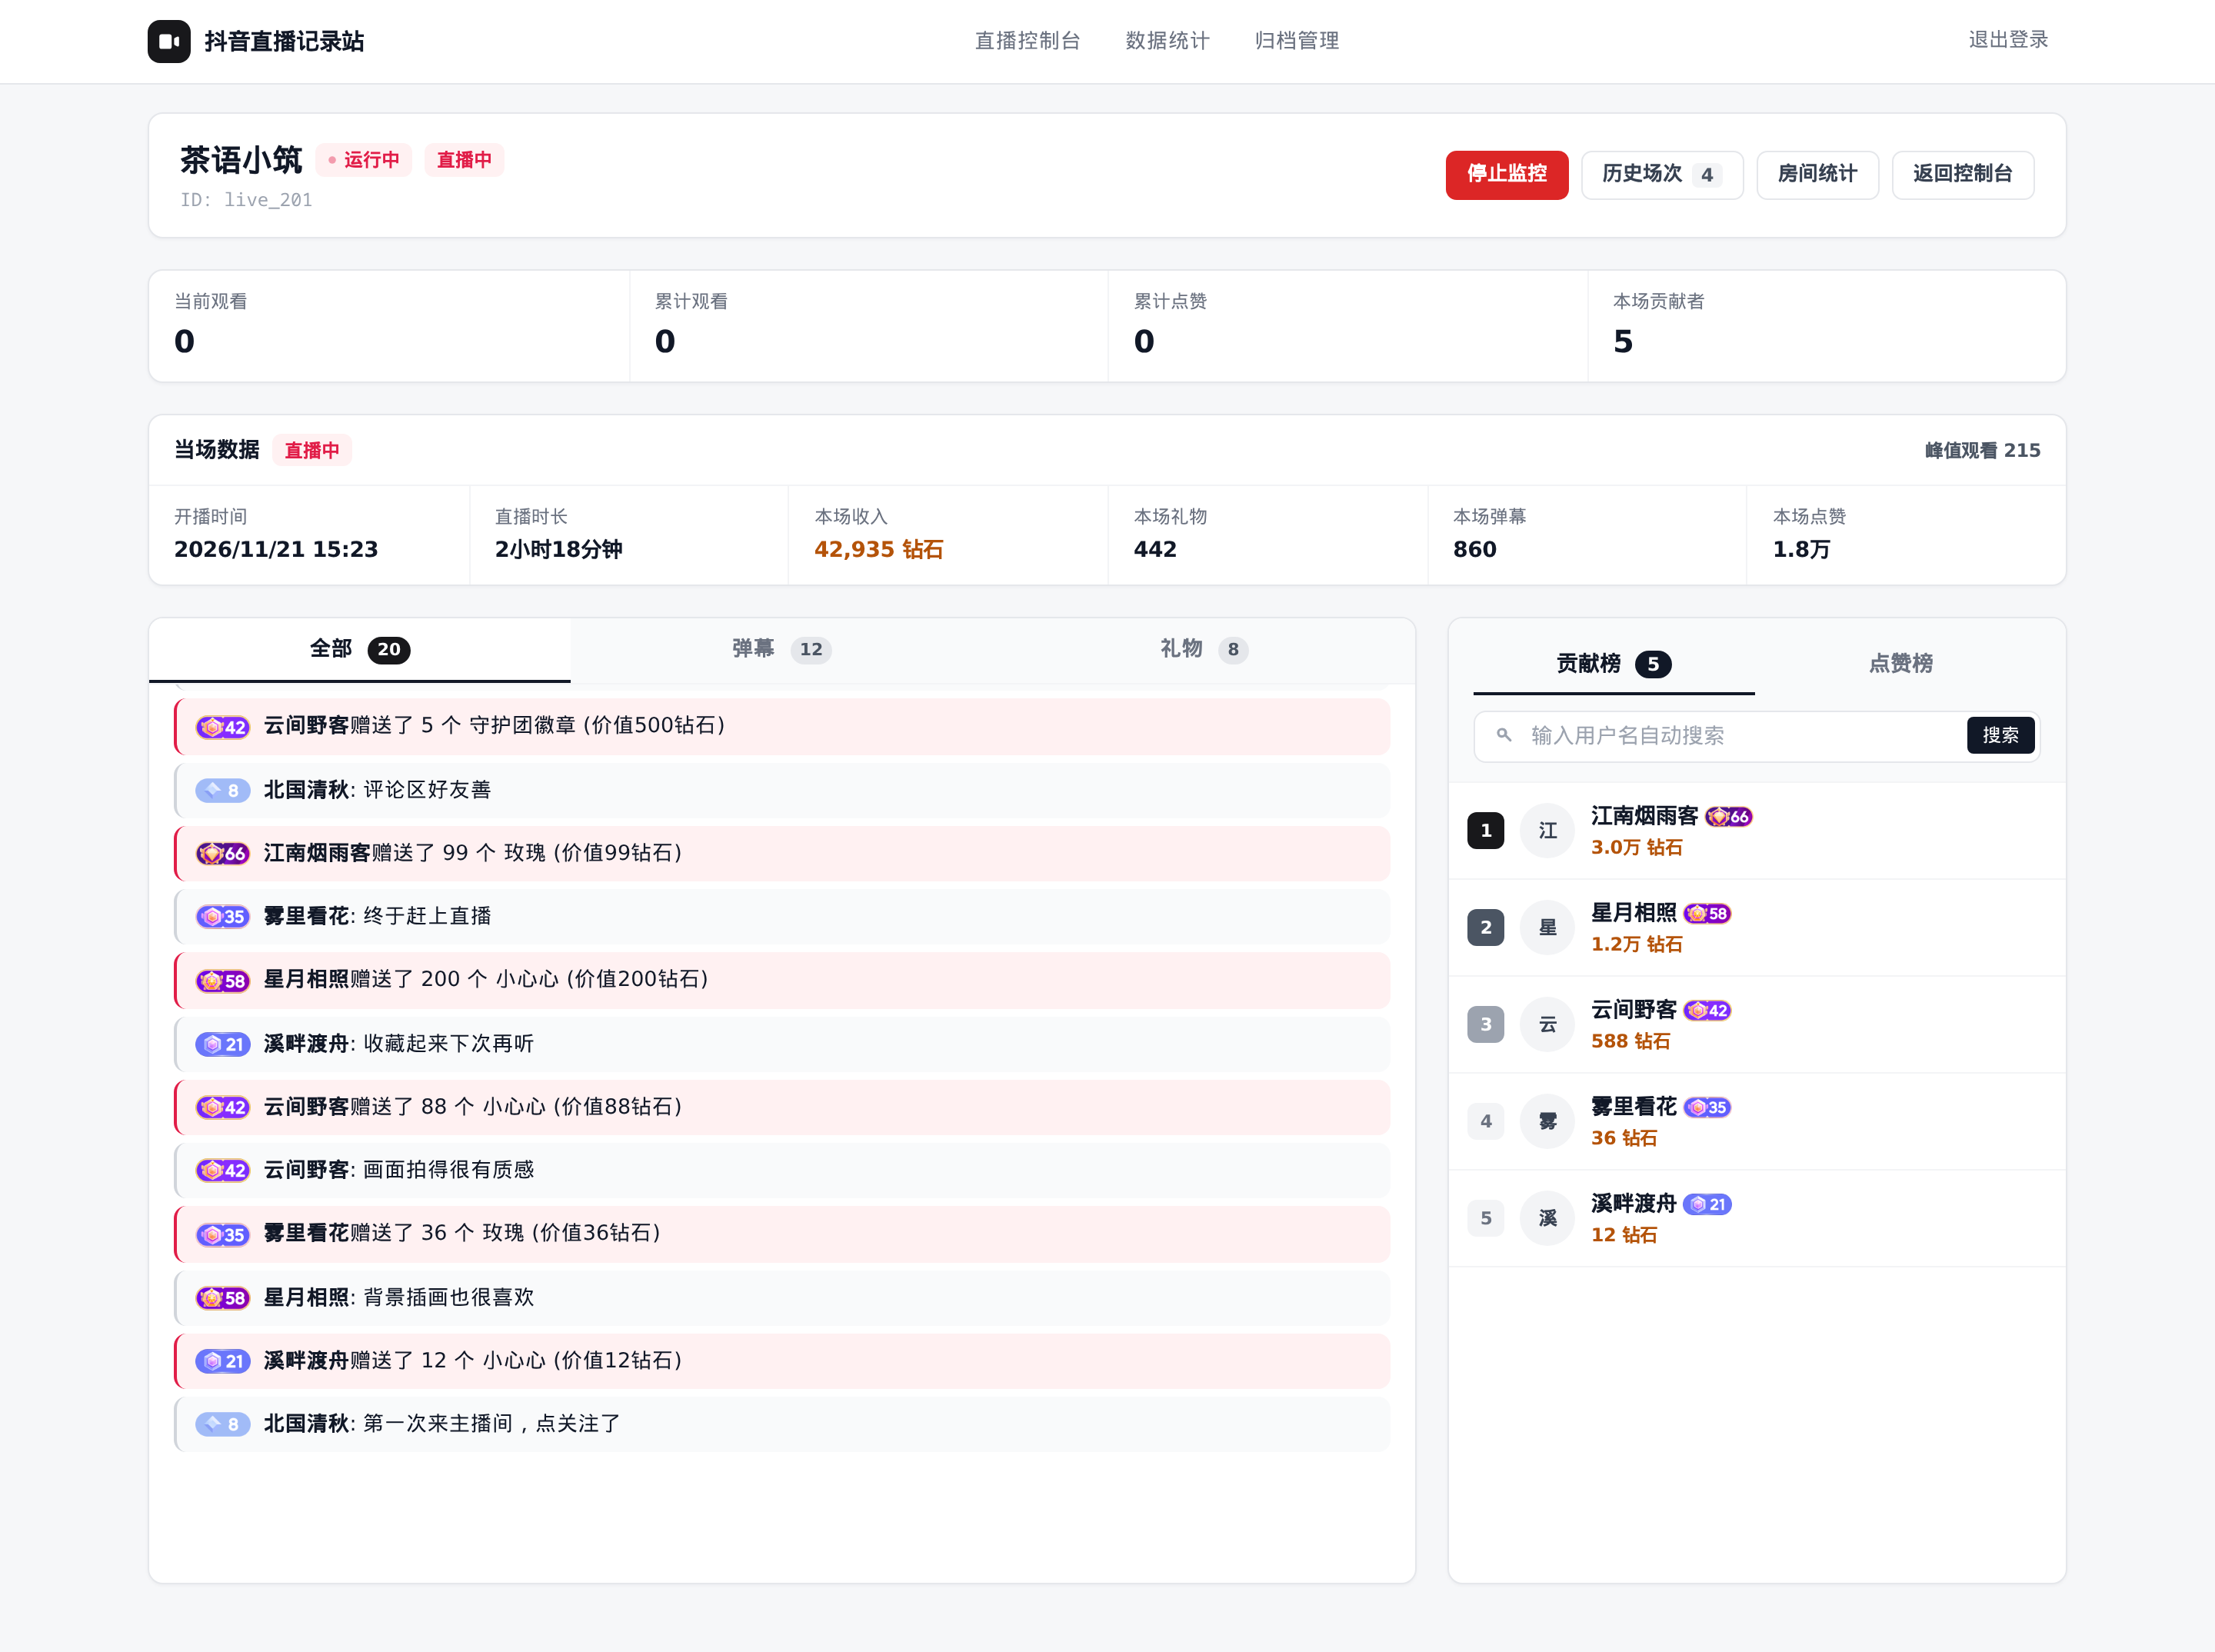 抖音直播记录站
直播控制台 数据统计 归档管理
退出登录
茶语小筑 运行中 直播中
ID: live_201
停止监控 历史场次 4 房间统计 返回控制台
当前观看 累计观看 累计点赞 本场贡献者
0 0 0 5
当场数据 直播中 峰值观看 215
开播时间 直播时长 本场收入 本场礼物 本场弹幕 本场点赞
2026/11/21 15:23 2小时18分钟 42,935 钻石 442 860 1.8万
全部 20 弹幕 12 礼物 8
42 云间野客赠送了 5 个 守护团徽章 (价值500钻石)
8 北国清秋: 评论区好友善
66 江南烟雨客赠送了 99 个 玫瑰 (价值99钻石)
35 雾里看花: 终于赶上直播
58 星月相照赠送了 200 个 小心心 (价值200钻石)
21 溪畔渡舟: 收藏起来下次再听
42 云间野客赠送了 88 个 小心心 (价值88钻石)
42 云间野客: 画面拍得很有质感
35 雾里看花赠送了 36 个 玫瑰 (价值36钻石)
58 星月相照: 背景插画也很喜欢
21 溪畔渡舟赠送了 12 个 小心心 (价值12钻石)
8 北国清秋: 第一次来主播间，点关注了
贡献榜 5 点赞榜
输入用户名自动搜索 搜索
1 江 江南烟雨客 66
3.0万 钻石
2 星 星月相照 58
1.2万 钻石
3 云 云间野客 42
588 钻石
4 雾 雾里看花 35
36 钻石
5 溪 溪畔渡舟 21
12 钻石